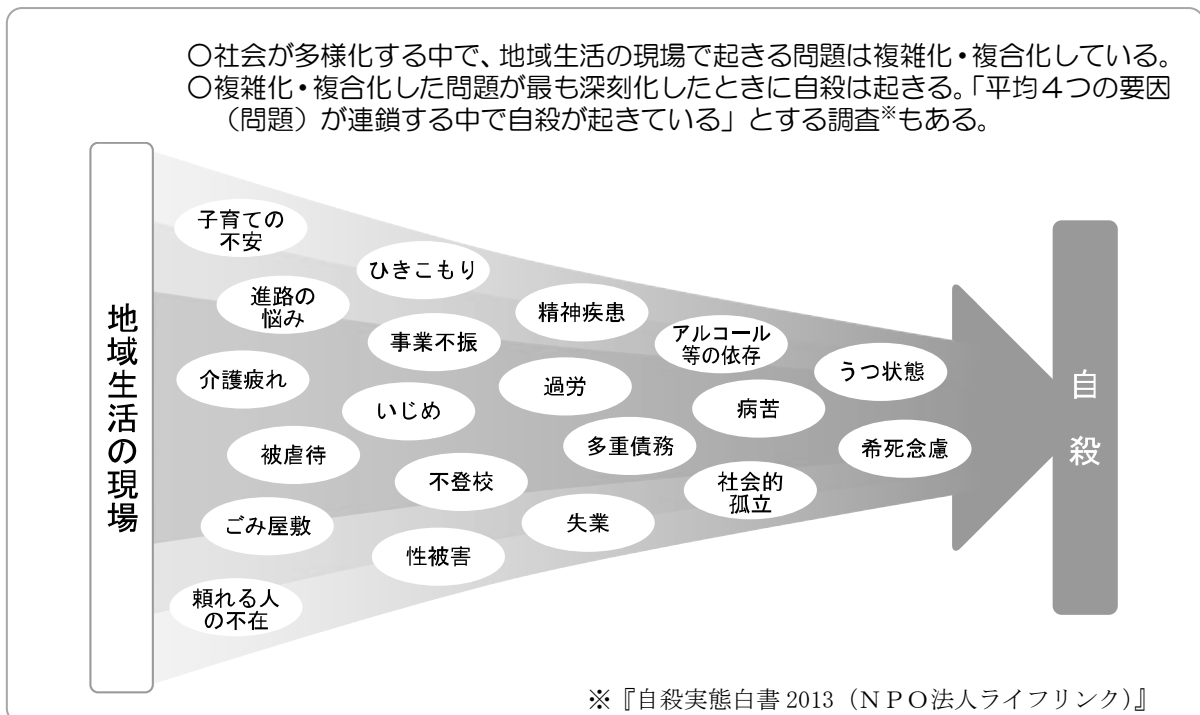 〇社会が多様化する中で、地域生活の現場で起きる問題は複雑化・複合化している。
〇複雑化・複合化した問題が最も深刻化したときに自殺は起きる。「平均４つの要因
（問題）が連鎖する中で自殺が起きている」とする調査※もある。
地域生活の現場
子育ての
不安
進路の
悩み
介護疲れ
被虐待
ごみ屋敷
頼れる人
の不在
ひきこもり
事業不振
いじめ
不登校
性被害
精神疾患
過労
多重債務
失業
アルコール
等の依存
病苦
社会的
孤立
うつ状態
希死念慮
自殺
※『自殺実態白書 2013（ＮＰＯ法人ライフリンク）』